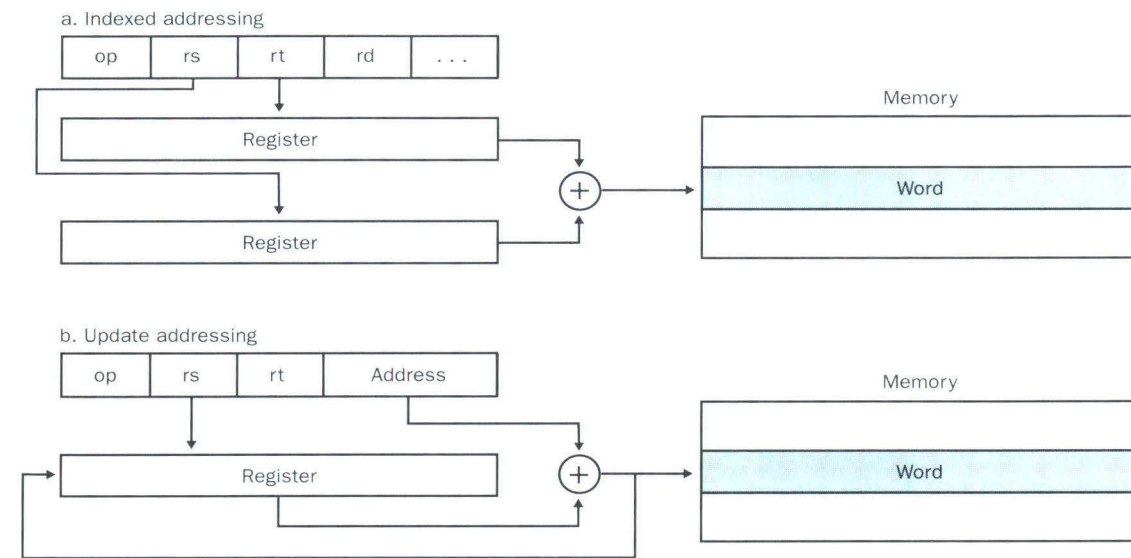 a. Indexed addressing
op rs rt rd ...
Register
Register
Memory
Word
+
b. Update addressing
op rs rt Address
Register
Memory
Word
+